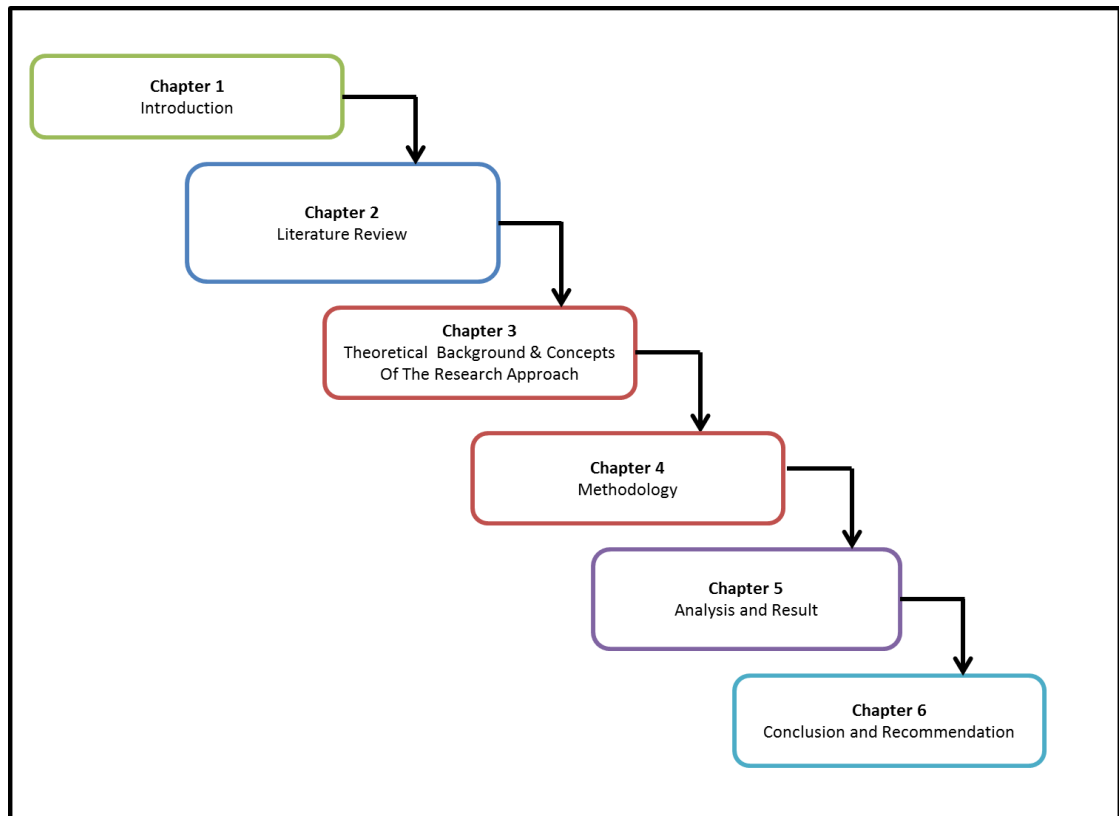 Chapter 1
Introduction
Chapter 2
Literature Review
Chapter 3
Theoretical  Background & Concepts
Of The Research Approach
Chapter 4
Methodology
Chapter 5
Analysis and Result
Chapter 6
Conclusion and Recommendation